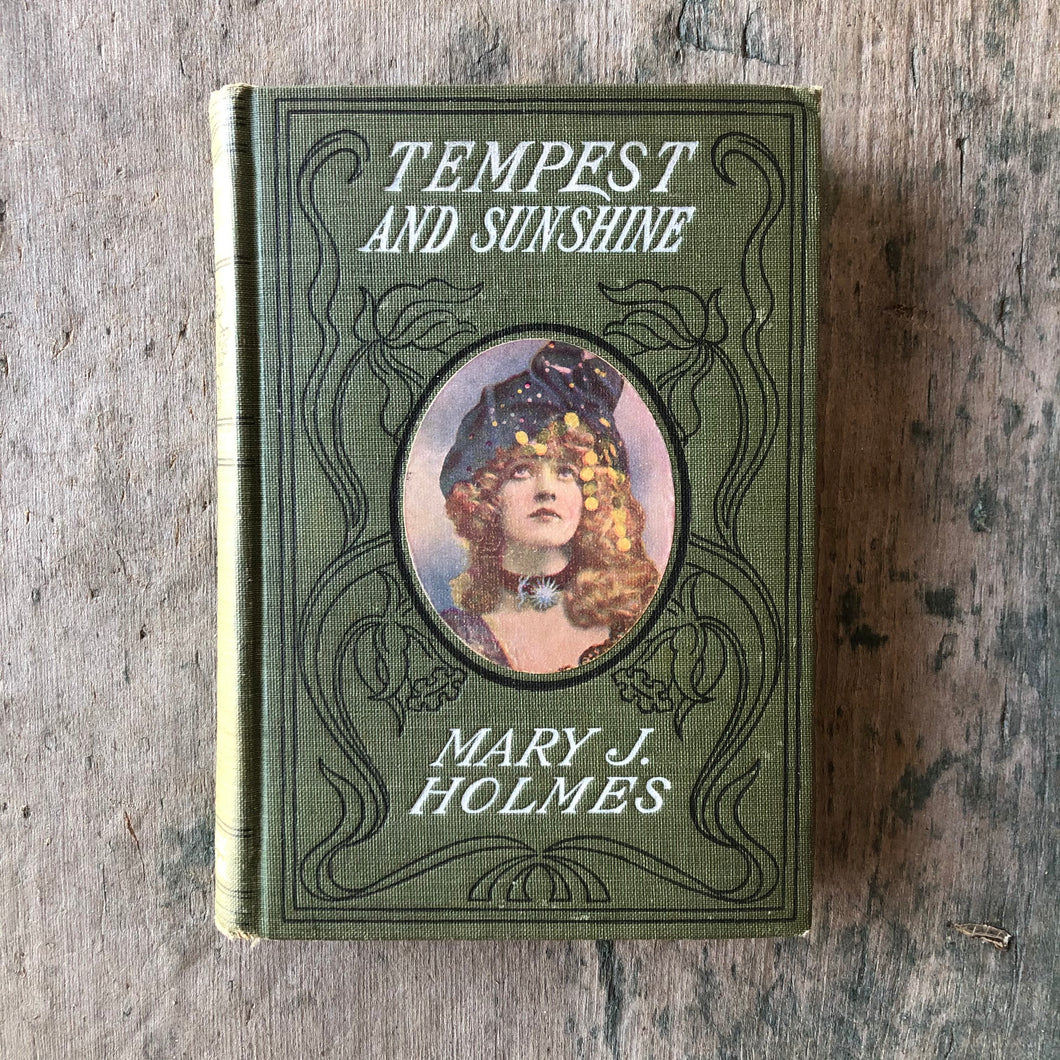 TEMPEST
AND SUNSHINE
MARY J.
HOLMES